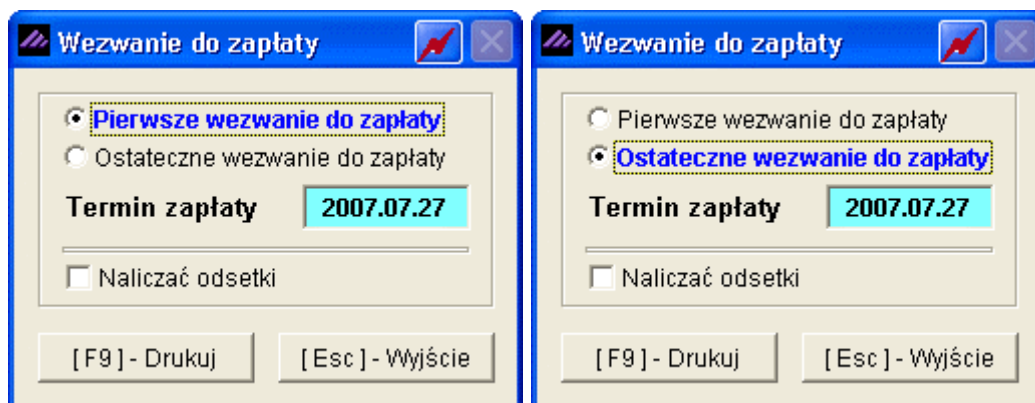 Wezwanie do zapłaty
Pierwsze wezwanie do zapłaty
Ostateczne wezwanie do zapłaty
Termin zapłaty 2007.07.27
Naliczać odsetki
[ F9 ] - Drukuj [ Esc ] - Wyjście
Wezwanie do zapłaty
Pierwsze wezwanie do zapłaty
Ostateczne wezwanie do zapłaty
Termin zapłaty 2007.07.27
Naliczać odsetki
[ F9 ] - Drukuj [ Esc ] - Wyjście